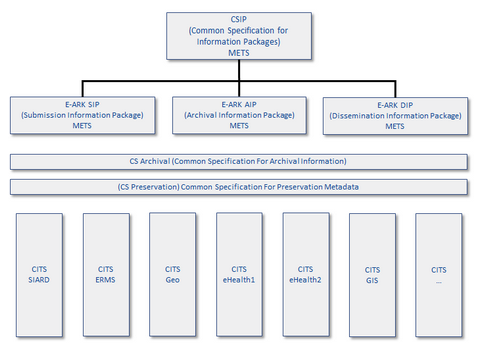 CSIP
(Common Specification for
Information Packages)
METS
E-ARK SIP
(Submission Information Package)
METS
E-ARK AIP
(Archival Information Package)
METS
E-ARK DIP
(Dissemination Information Package)
METS
CS Archival (Common Specification For Archival Information)
(CS Preservation) Common Specification For Preservation Metadata
CITS
SIARD
CITS
ERMS
CITS
Geo
CITS
eHealth1
CITS
eHealth2
CITS
GIS
CITS
...